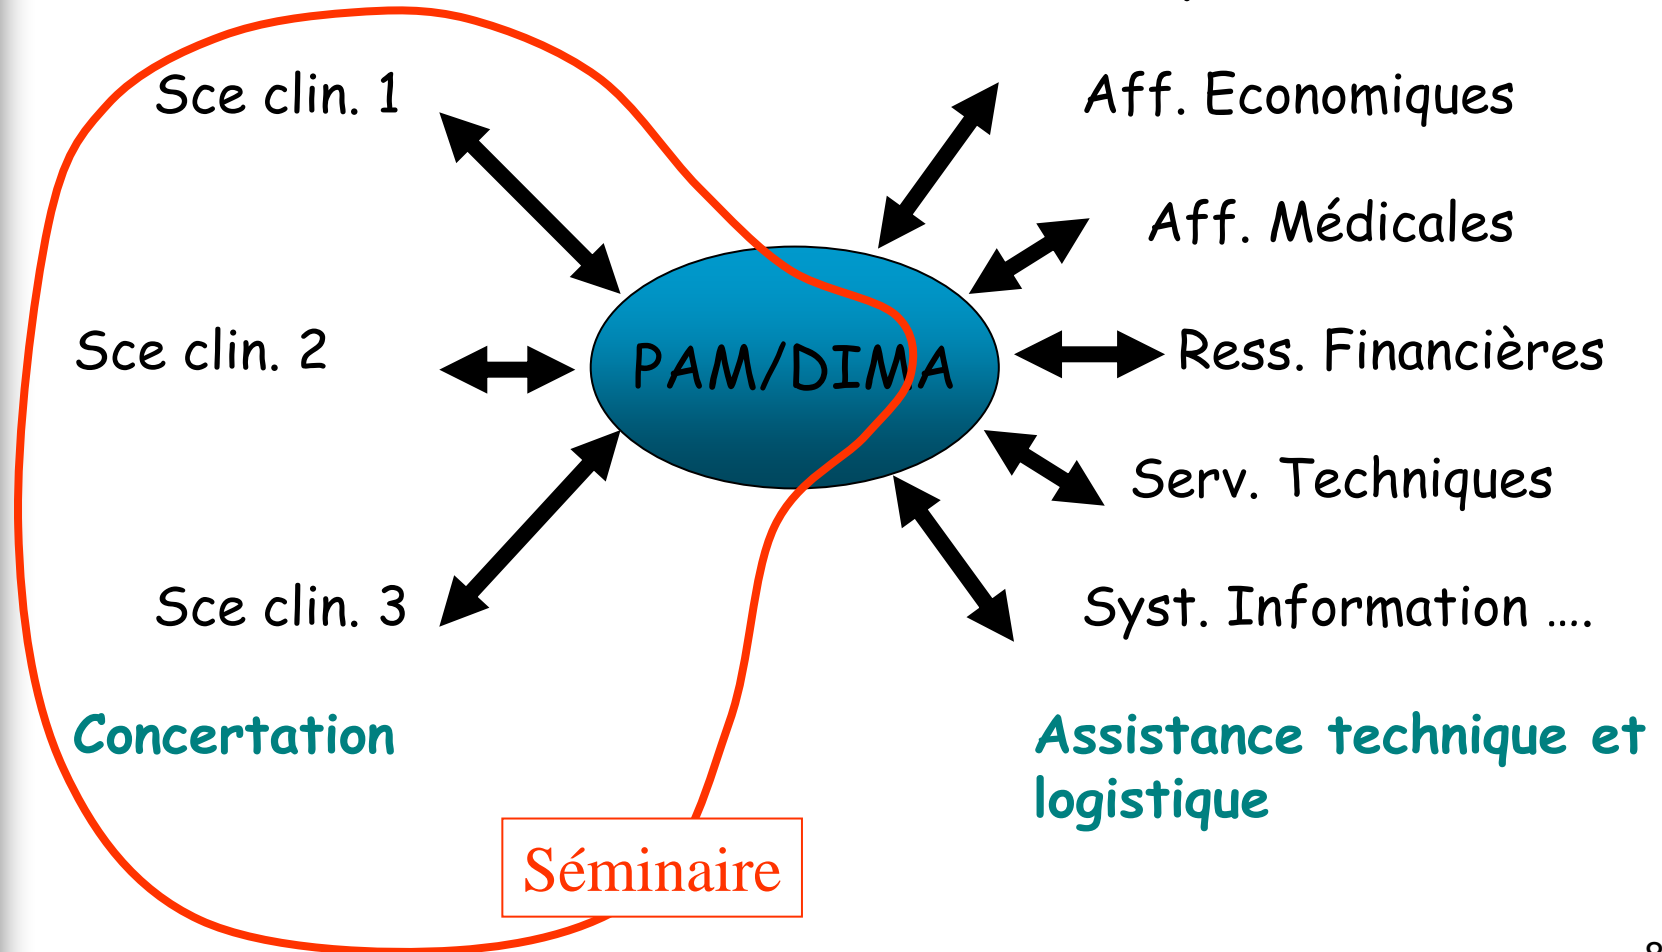 Sce clin. 1
Aff. Economiques
Aff. Médicales
Sce clin. 2
PAM/DIMA
Ress. Financières
Serv. Techniques
Sce clin. 3
Syst. Information ....
Concertation
Assistance technique et
logistique
Séminaire